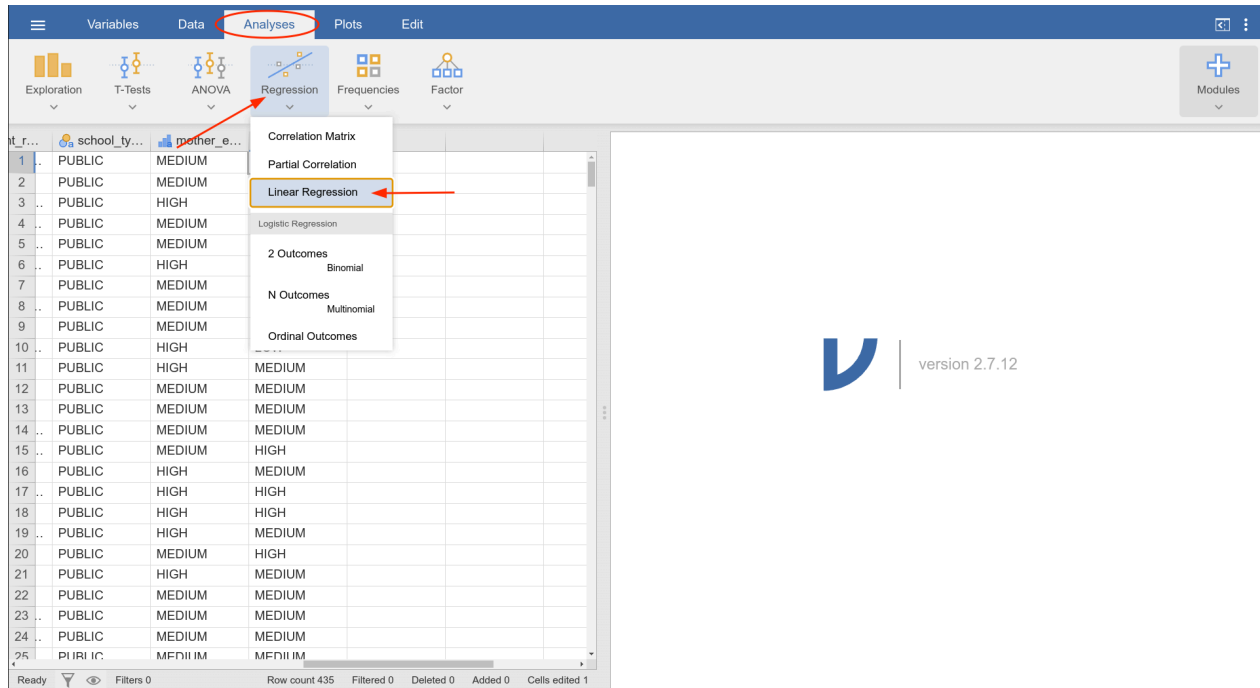 Variables Data Analyses Plots Edit
Exploration T-Tests ANOVA Regression Frequencies Factor Modules
nt_r... school_ty... mother_e...
Correlation Matrix
Partial Correlation
Linear Regression
Logistic Regression
2 Outcomes
Binomial
N Outcomes
Multinomial
Ordinal Outcomes
1 .. PUBLIC MEDIUM
2 PUBLIC MEDIUM
3 .. PUBLIC HIGH
4 .. PUBLIC MEDIUM
5 .. PUBLIC MEDIUM
6 .. PUBLIC HIGH
7 PUBLIC MEDIUM
8 .. PUBLIC MEDIUM
9 PUBLIC MEDIUM
10 .. PUBLIC HIGH
11 PUBLIC HIGH MEDIUM
12 PUBLIC MEDIUM MEDIUM
13 PUBLIC MEDIUM MEDIUM
14 .. PUBLIC MEDIUM MEDIUM
15 .. PUBLIC MEDIUM HIGH
16 PUBLIC HIGH MEDIUM
17 .. PUBLIC HIGH HIGH
18 PUBLIC HIGH HIGH
19 .. PUBLIC HIGH MEDIUM
20 PUBLIC MEDIUM HIGH
21 PUBLIC HIGH MEDIUM
22 PUBLIC MEDIUM MEDIUM
23 .. PUBLIC MEDIUM MEDIUM
24 .. PUBLIC MEDIUM MEDIUM
25 PUBLIC MEDIUM MEDIUM
version 2.7.12
Ready Filters 0 Row count 435 Filtered 0 Deleted 0 Added 0 Cells edited 1